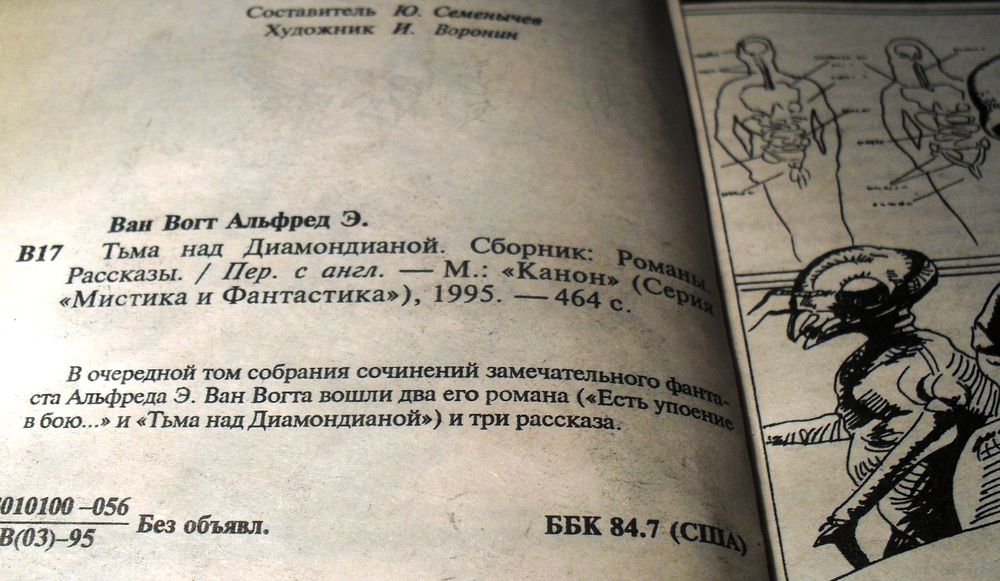 Составитель Ю. Семенычев
Художник И. Воронин
Ван Вогт Альфред Э.
В17 Тьма над Диамондианой. Сборник: Романы.
Рассказы. / Пер. с англ. — М.: «Канон» (Серия
«Мистика и Фантастика»), 1995. — 464 с.
В очередной том собрания сочинений замечательного фанта-
ста Альфреда Э. Ван Вогта вошли два его романа («Есть упоение
в бою...» и «Тьма над Диамондианой») и три рассказа.
010100 –056
В(03)–95
Без объявл.
ББК 84.7 (США)